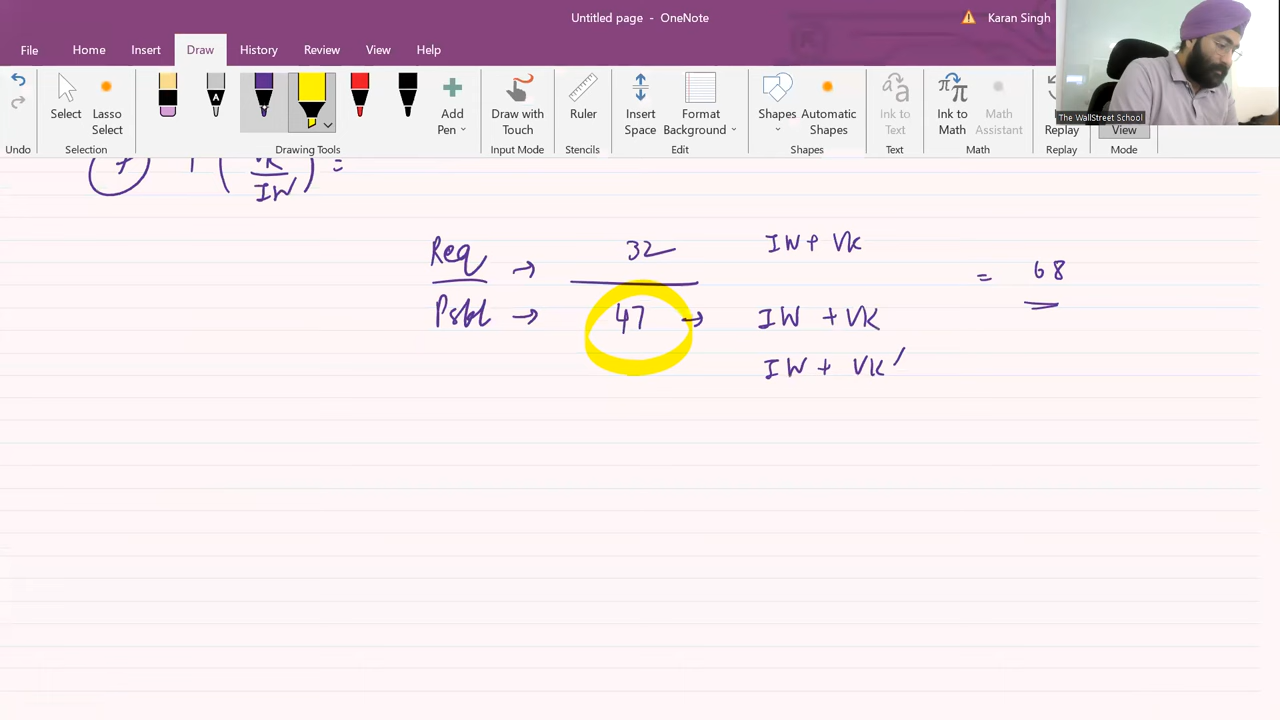 Untitled page - OneNote
Karan Singh
File Home Insert Draw History Review View Help
Undo
Select
Lasso Select
A
Add Pen
Draw with Touch
Ruler
Insert Space
Format Background
Shapes
Automatic Shapes
Ink to Text
Ink to Math
Math Assistant
Replay
View
The WallStreet School
Selection Drawing Tools Input Mode Stencils Edit Shapes Text Math Replay Mode
IW =
Req → 32 IW + VK
= 68
Psbl → 47 → IW + VK
IW + VK'